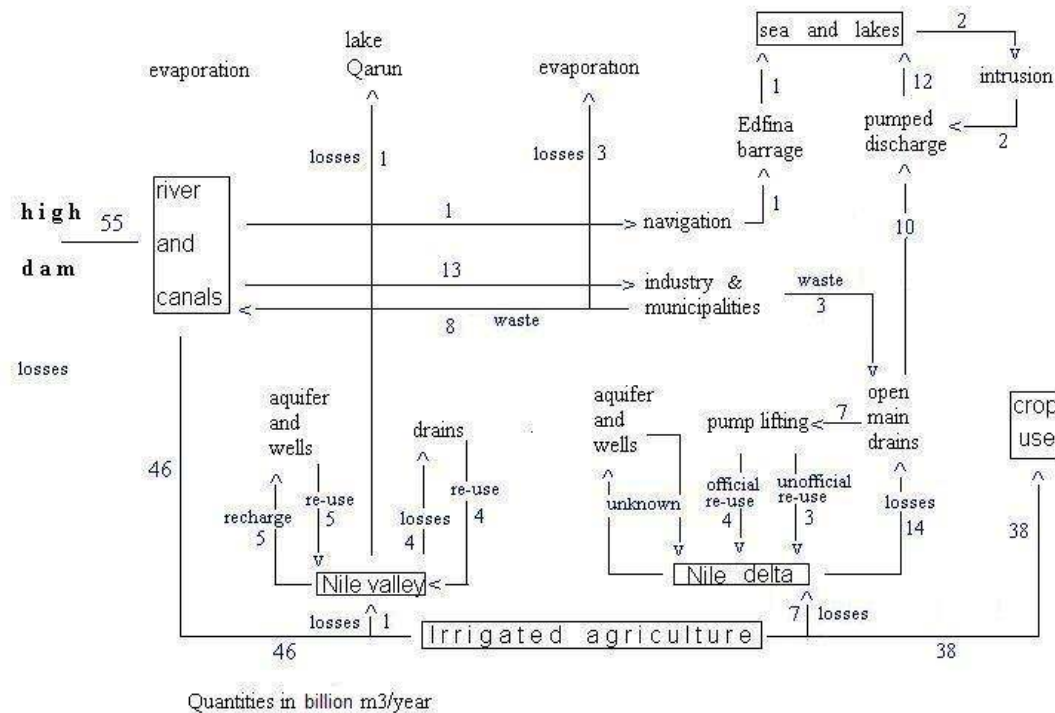 sea and lakes
2
lake
Qarun
evaporation
evaporation
intrusion
1
12
Edfina
barrage
pumped
discharge
2
losses
1
losses
3
river
and
canals
high
dam
55
1
navigation
1
10
13
industry &
municipalities
waste
3
8
waste
losses
aquifer
and
wells
drains
aquifer
and
wells
pump lifting
7
open
main
drains
crop
use
46
re-use
5
recharge
5
losses
4
re-use
4
unknown
official
re-use
4
unofficial
re-use
3
losses
14
38
Nile valley
Nile delta
losses
1
7
losses
Irrigated agriculture
46
38
Quantities in billion m3/year